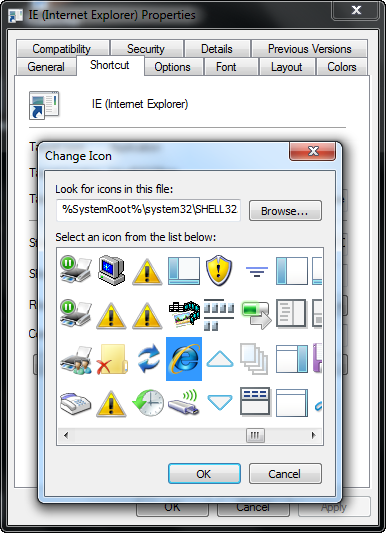 IE (Internet Explorer) Properties
Compatibility Security Details Previous Versions
General Shortcut Options Font Layout Colors
IE (Internet Explorer)
Change Icon
Look for icons in this file:
%SystemRoot%\system32\SHELL32
Browse...
Select an icon from the list below:
OK Cancel
OK Cancel Apply